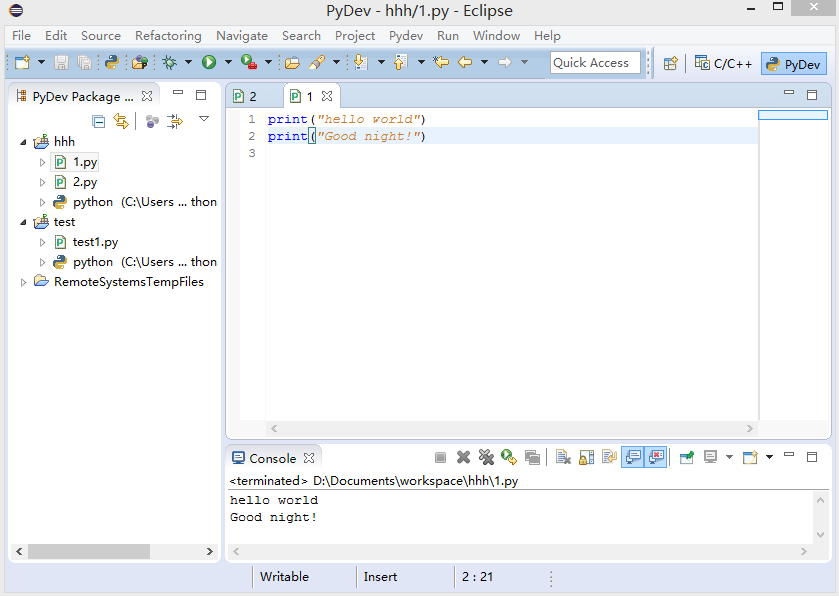 PyDev - hhh/1.py - Eclipse
File Edit Source Refactoring Navigate Search Project Pydev Run Window Help
Quick Access C/C++ PyDev
PyDev Package ...
2 1
hhh
1.py
2.py
python (C:\Users ... thon
test
test1.py
python (C:\Users ... thon
RemoteSystemsTempFiles
1 print("hello world")
2 print("Good night!")
3
Console
<terminated> D:\Documents\workspace\hhh\1.py
hello world
Good night!
Writable Insert 2 : 21